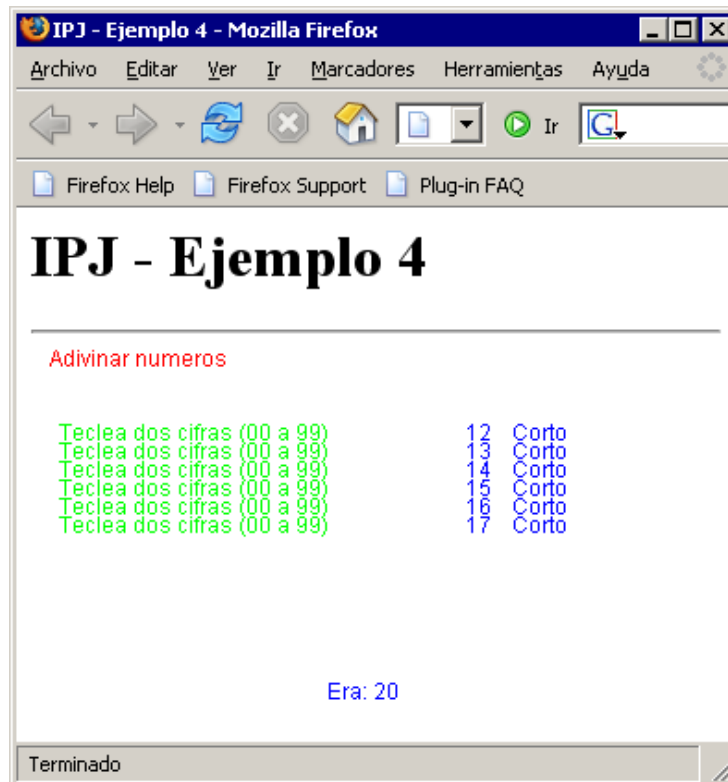 IPJ - Ejemplo 4 - Mozilla Firefox
Archivo Editar Ver Ir Marcadores Herramientas Ayuda
Ir G
Firefox Help Firefox Support Plug-in FAQ
IPJ - Ejemplo 4
Adivinar numeros
Teclea dos cifras (00 a 99) 12 Corto
Teclea dos cifras (00 a 99) 13 Corto
Teclea dos cifras (00 a 99) 14 Corto
Teclea dos cifras (00 a 99) 15 Corto
Teclea dos cifras (00 a 99) 16 Corto
Teclea dos cifras (00 a 99) 17 Corto
Era: 20
Terminado